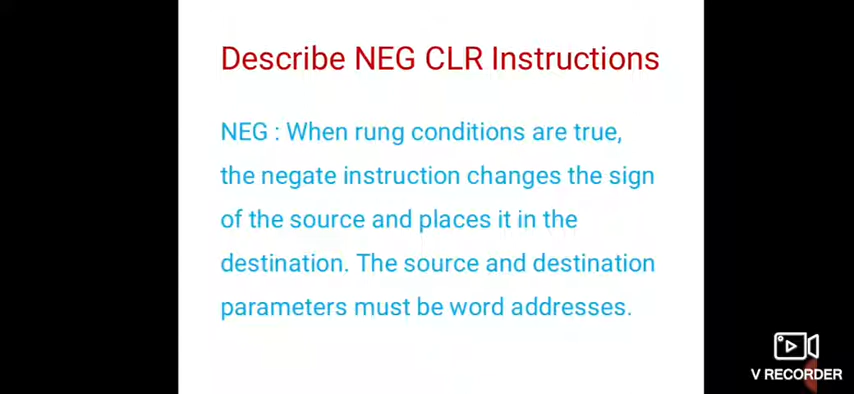 Describe NEG CLR Instructions
NEG : When rung conditions are true,
the negate instruction changes the sign
of the source and places it in the
destination. The source and destination
parameters must be word addresses.
V RECORDER